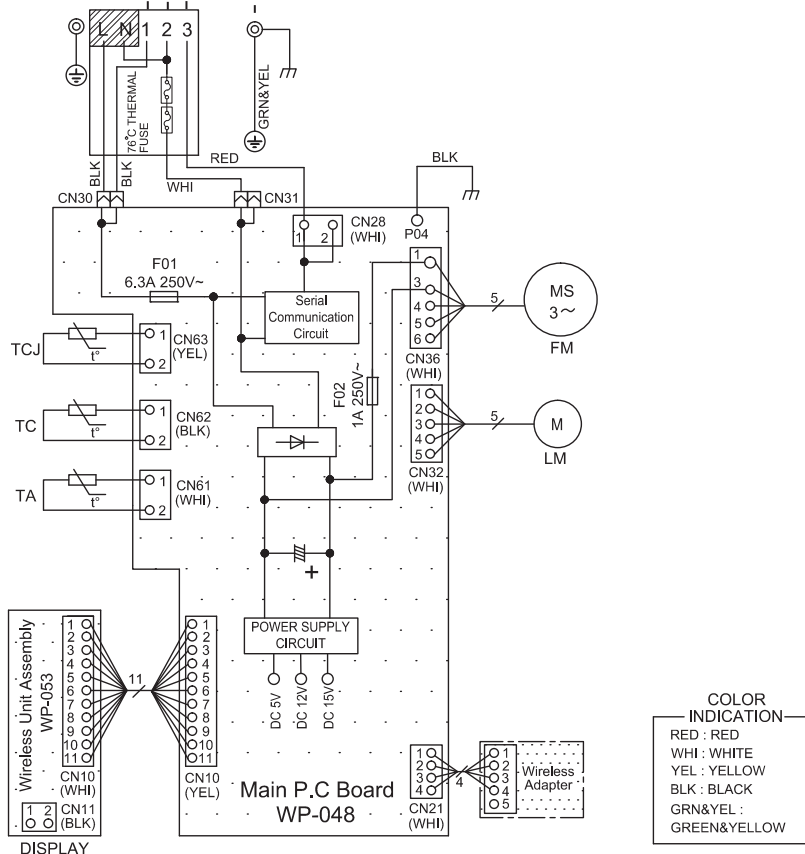 L N 1 2 3
76°C THERMAL
FUSE
GRN&YEL
BLK
BLK
WHI
RED
BLK
CN30
CN31
CN28
(WHI)
1 2
P04
F01
6.3A 250V~
Serial
Communication
Circuit
F02
1A 250V~
1
3
4
5
6
CN36
(WHI)
5
MS
3~
FM
TCJ
t°
1
2
CN63
(YEL)
TC
t°
1
2
CN62
(BLK)
TA
t°
1
2
CN61
(WHI)
1
2
3
4
5
CN32
(WHI)
5
M
LM
+
POWER SUPPLY
CIRCUIT
DC 5V
DC 12V
DC 15V
Wireless Unit Assembly
WP-053
1
2
3
4
5
6
7
8
9
10
11
CN10
(WHI)
1 2
CN11
(BLK)
DISPLAY
11
1
2
3
4
5
6
7
8
9
10
11
CN10
(YEL)
Main P.C Board
WP-048
1
2
3
4
CN21
(WHI)
4
1
2
3
4
5
Wireless
Adapter
COLOR
INDICATION
RED : RED
WHI : WHITE
YEL : YELLOW
BLK : BLACK
GRN&YEL :
GREEN&YELLOW